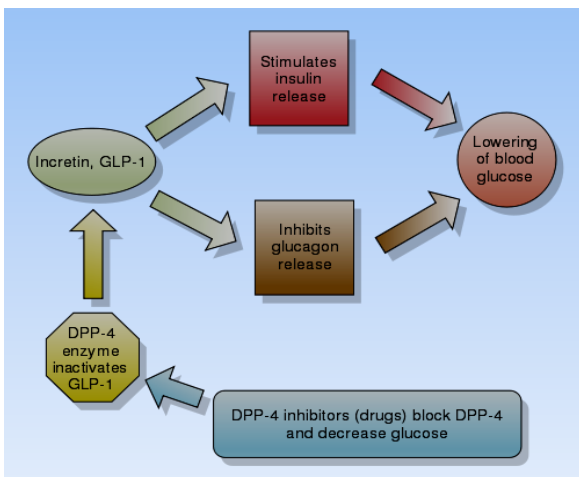 Stimulates
insulin
release
Incretin, GLP-1
Lowering
of blood
glucose
Inhibits
glucagon
release
DPP-4
enzyme
inactivates
GLP-1
DPP-4 inhibitors (drugs) block DPP-4
and decrease glucose